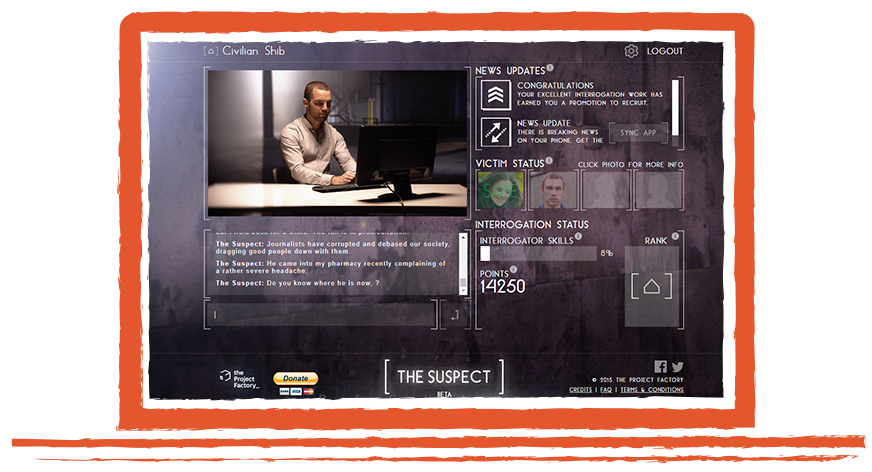 Civilian Shib
LOGOUT
NEWS UPDATES
CONGRATULATIONS
YOUR EXCELLENT INTERROGATION WORK HAS
EARNED YOU A PROMOTION TO RECRUIT.
NEWS UPDATE
THERE IS BREAKING NEWS
ON YOUR PHONE. GET THE
SYNC APP
VICTIM STATUS
CLICK PHOTO FOR MORE INFO
The Suspect: Journalists have corrupted and debased our society,
dragging good people down with them.
The Suspect: He came into my pharmacy recently complaining of
a rather severe headache.
The Suspect: Do you know where he is now, ?
INTERROGATION STATUS
INTERROGATOR SKILLS
8%
RANK
POINTS
14250
the
Project
Factory_
Donate
VISA
THE SUSPECT
BETA
© 2015 THE PROJECT FACTORY
CREDITS | FAQ | TERMS & CONDITIONS